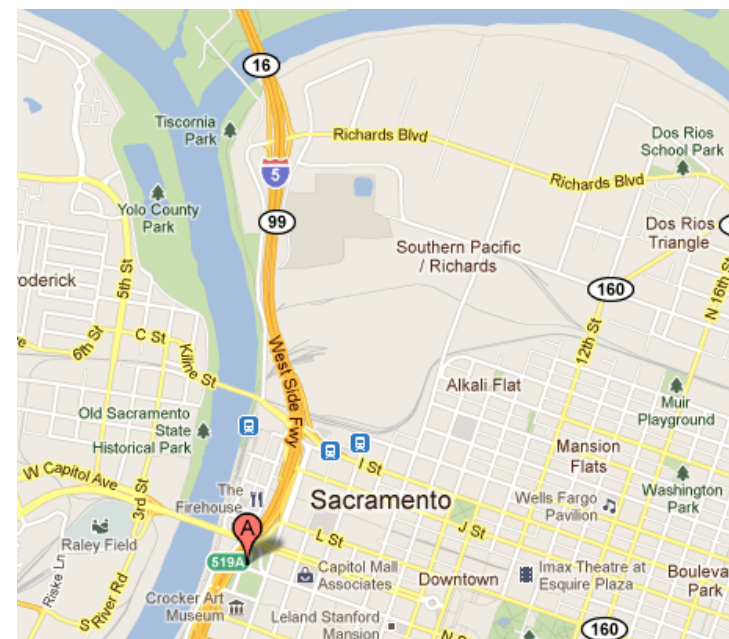 16
Tiscornia
Park
Richards Blvd
Dos Rios
School Park
5
Richards Blvd
Yolo County
Park
99
Dos Rios
Triangle
Southern Pacific
/ Richards
oderick
5th St
160
N 16th St
C St
6th St
Kilne St
West Side Fwy
12th St
Alkali Flat
Muir
Playground
Old Sacramento
State
Historical Park
Mansion
Flats
I St
W Capitol Ave
3rd St
The
Firehouse
Sacramento
Wells Fargo
Pavilion
Washington
Park
A
L St
J St
Raley Field
519A
Capitol Mall
Associates
Downtown
Imax Theatre at
Esquire Plaza
Bouleva
Park
Riske Ln
S River Rd
Crocker Art
Museum
Leland Stanford
Mansion
160